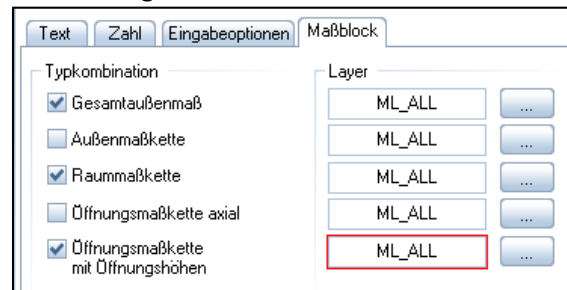 Text Zahl Eingabeoptionen Maßblock
Typkombination Layer
Gesamtaußenmaß ML_ALL ...
Außenmaßkette ML_ALL ...
Raummaßkette ML_ALL ...
Öffnungsmaßkette axial ML_ALL ...
Öffnungsmaßkette ML_ALL ...
mit Öffnungshöhen